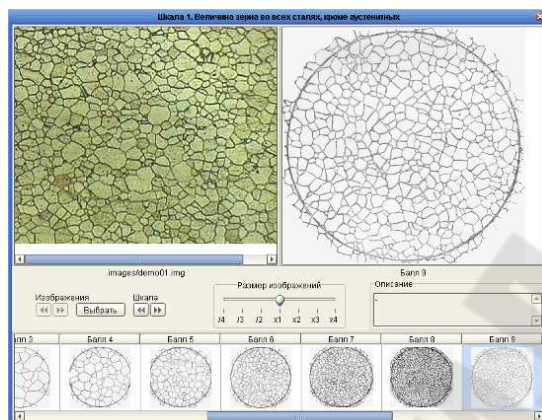 Шкала 1. Величина зерна во всех сталях, кроме аустенитных
.images/demo01.img
Балл 9
Изображения
Выбрать
Шкала
Размер изображений
/4 /3 /2 x1 x2 x3 x4
Описание
-
лл 3 Балл 4 Балл 5 Балл 6 Балл 7 Балл 8 Балл 9